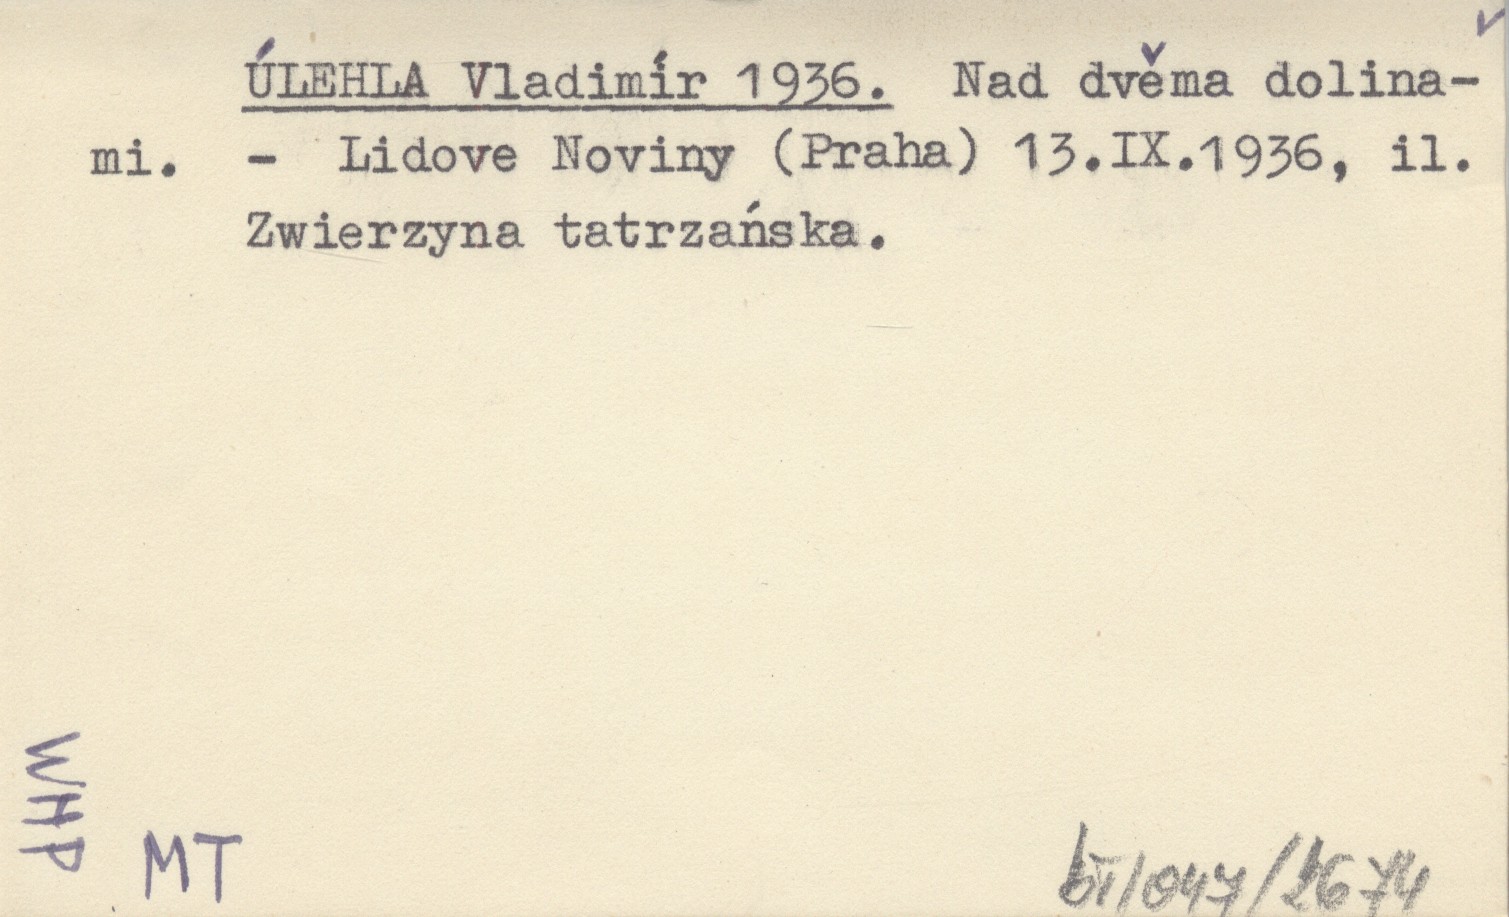 ÚLEHLA Vladimír 1936. Nad dvěma dolina-
mi. - Lidove Noviny (Praha) 13.IX.1936, il.
Zwierzyna tatrzańska.
WHP
MT